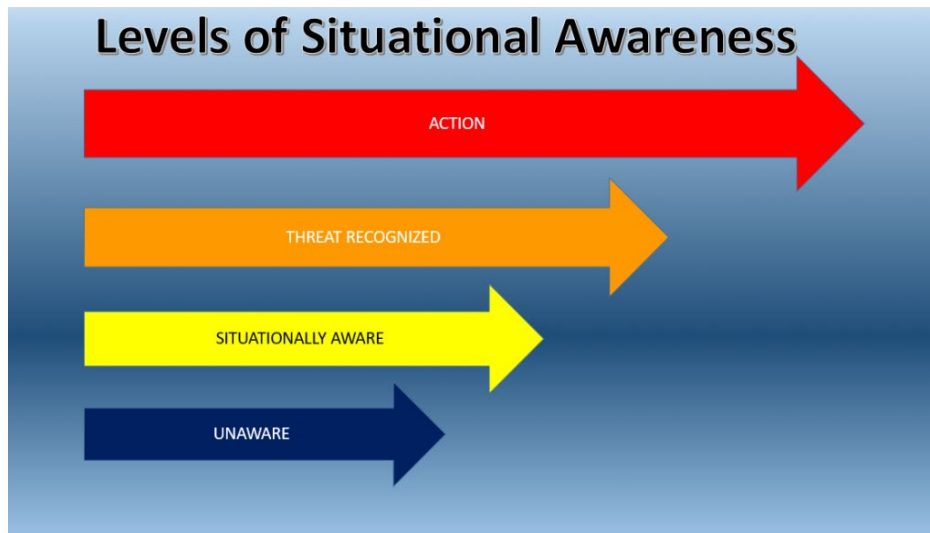 Levels of Situational Awareness
ACTION
THREAT RECOGNIZED
SITUATIONALLY AWARE
UNAWARE